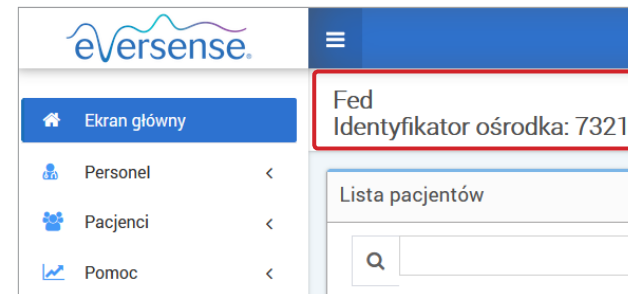 eversense.
Ekran główny
Personel
Pacjenci
Pomoc
Fed
Identyfikator ośrodka: 7321
Lista pacjentów